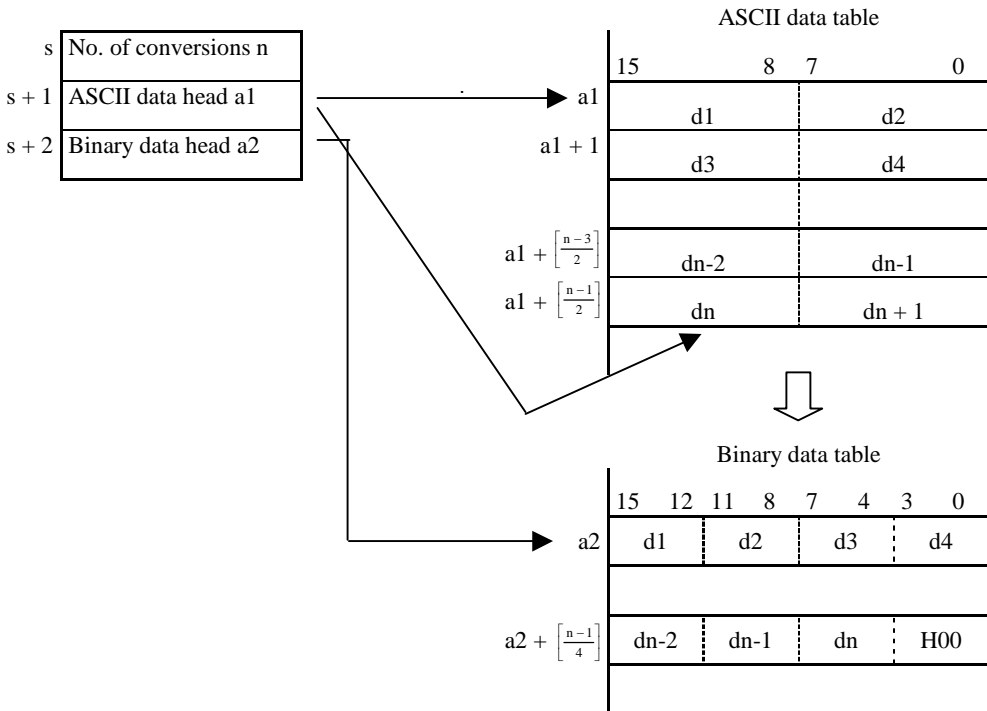 ASCII data table
s No. of conversions n
15 8 7 0
s + 1 ASCII data head a1
a1 d1 d2
s + 2 Binary data head a2
a1 + 1 d3 d4
a1 + [n – 3 / 2] dn-2 dn-1
a1 + [n – 1 / 2] dn dn + 1
Binary data table
15 12 11 8 7 4 3 0
a2 d1 d2 d3 d4
a2 + [n – 1 / 4] dn-2 dn-1 dn H00